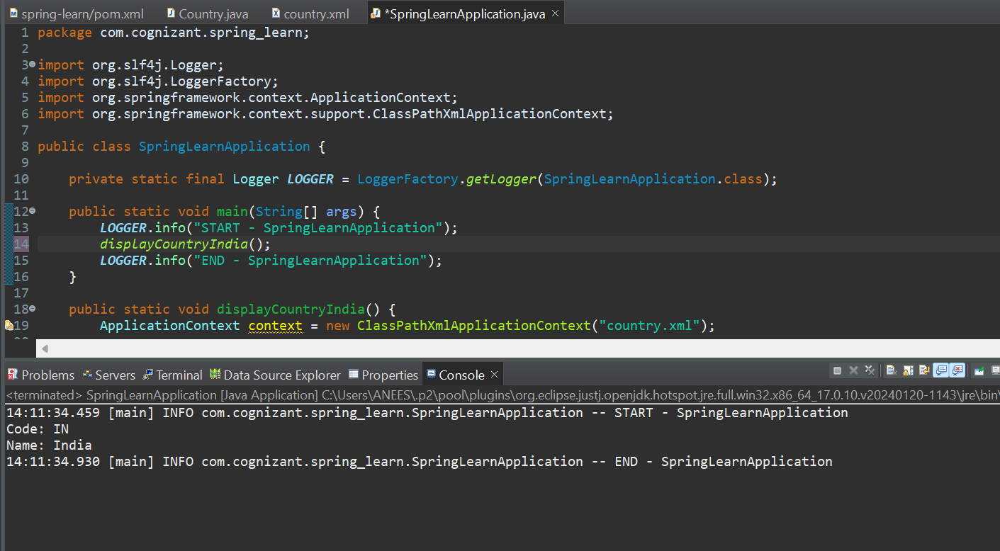 spring-learn/pom.xml Country.java country.xml *SpringLearnApplication.java
1 package com.cognizant.spring_learn;
2
3 import org.slf4j.Logger;
4 import org.slf4j.LoggerFactory;
5 import org.springframework.context.ApplicationContext;
6 import org.springframework.context.support.ClassPathXmlApplicationContext;
7
8 public class SpringLearnApplication {
9
10 private static final Logger LOGGER = LoggerFactory.getLogger(SpringLearnApplication.class);
11
12 public static void main(String[] args) {
13 LOGGER.info("START - SpringLearnApplication");
14 displayCountryIndia();
15 LOGGER.info("END - SpringLearnApplication");
16 }
17
18 public static void displayCountryIndia() {
19 ApplicationContext context = new ClassPathXmlApplicationContext("country.xml");
Problems Servers Terminal Data Source Explorer Properties Console
<terminated> SpringLearnApplication [Java Application] C:\Users\ANEES\.p2\pool\plugins\org.eclipse.justj.openjdk.hotspot.jre.full.win32.x86_64_17.0.10.v20240120-1143\jre\bin\
14:11:34.459 [main] INFO com.cognizant.spring_learn.SpringLearnApplication -- START - SpringLearnApplication
Code: IN
Name: India
14:11:34.930 [main] INFO com.cognizant.spring_learn.SpringLearnApplication -- END - SpringLearnApplication